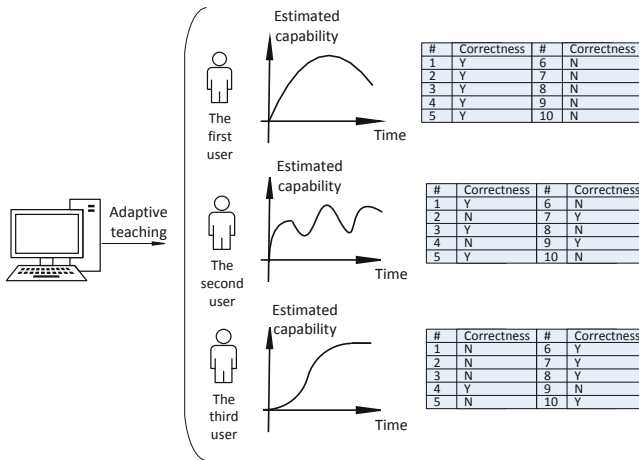 Estimated
capability
Time
The
first
user
# Correctness # Correctness
1 Y 6 N
2 Y 7 N
3 Y 8 N
4 Y 9 N
5 Y 10 N
Adaptive
teaching
Estimated
capability
Time
The
second
user
# Correctness # Correctness
1 Y 6 N
2 N 7 Y
3 Y 8 N
4 N 9 Y
5 Y 10 N
Estimated
capability
Time
The
third
user
# Correctness # Correctness
1 N 6 Y
2 N 7 Y
3 N 8 Y
4 Y 9 N
5 N 10 Y